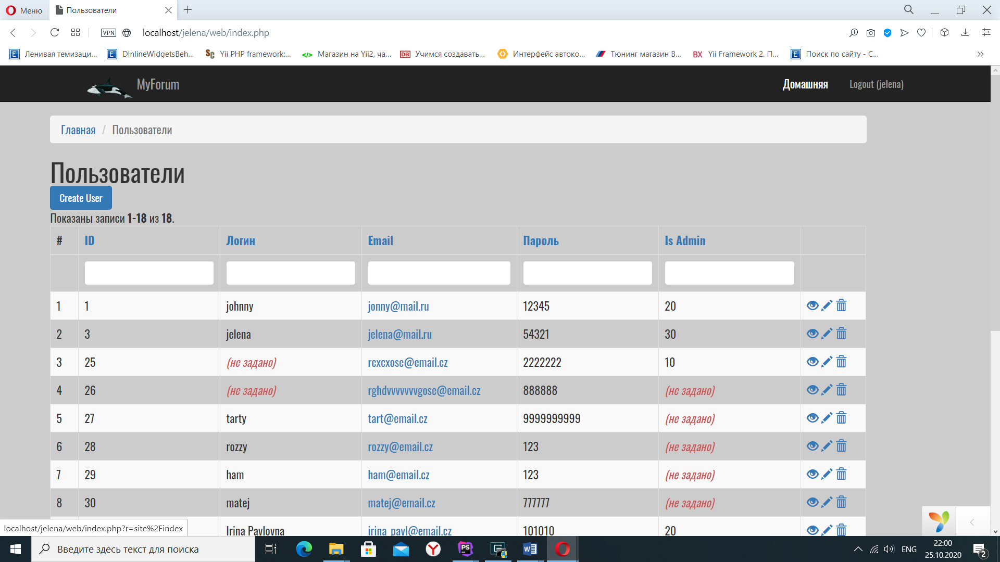 Меню
Пользователи
VPN
localhost/jelena/web/index.php
Ленивая темизаци...
DInlineWidgetsBeh...
Yii PHP framework:...
Магазин на Yii2, ча...
Учимся создавать...
Интерфейс автоко...
Тюнинг магазин B...
Yii Framework 2. П...
Поиск по сайту - С...
MyForum
Домашняя
Logout (jelena)
Главная / Пользователи
Пользователи
Create User
Показаны записи 1-18 из 18.
# ID Логин Email Пароль Is Admin
1 1 johnny jonny@mail.ru 12345 20
2 3 jelena jelena@mail.ru 54321 30
3 25 (не задано) rcxcxose@email.cz 2222222 10
4 26 (не задано) rghdvvvvvvvgose@email.cz 888888 (не задано)
5 27 tarty tart@email.cz 9999999999 (не задано)
6 28 rozzy rozzy@email.cz 123 (не задано)
7 29 ham ham@email.cz 123 (не задано)
8 30 matej matej@email.cz 777777 (не задано)
Irina Pavlovna irina_pavl@email.cz 101010 20
localhost/jelena/web/index.php?r=site%2Findex
Введите здесь текст для поиска
ENG
22:00
25.10.2020
2